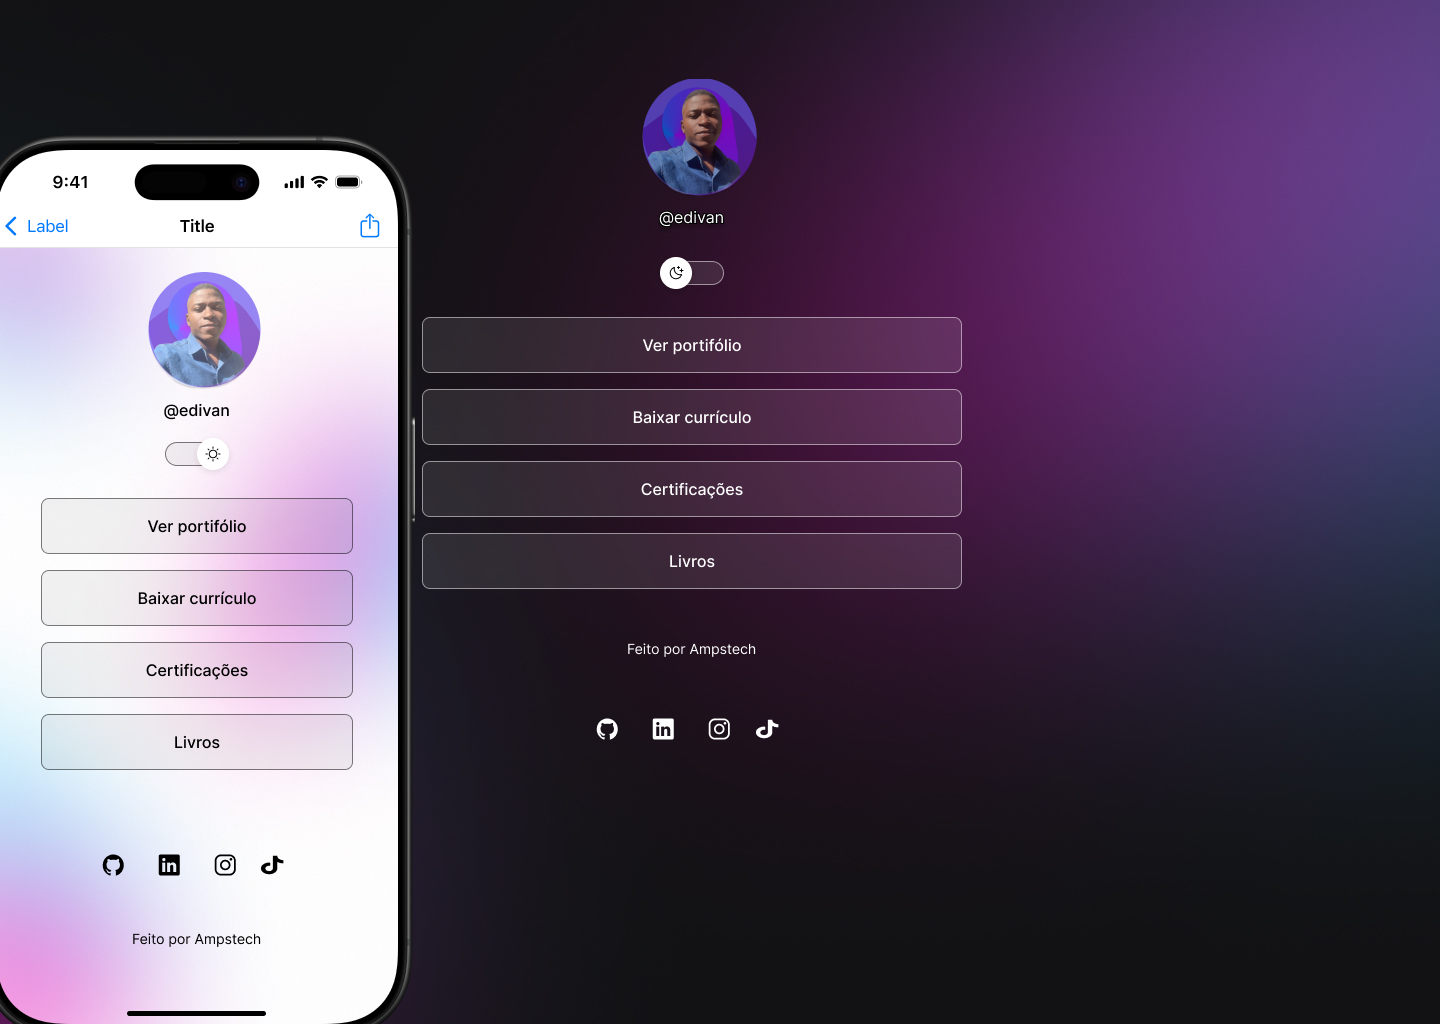 9:41
Label
Title
@edivan
Ver portifólio
Baixar currículo
Certificações
Livros
Feito por Ampstech
@edivan
Ver portifólio
Baixar currículo
Certificações
Livros
Feito por Ampstech